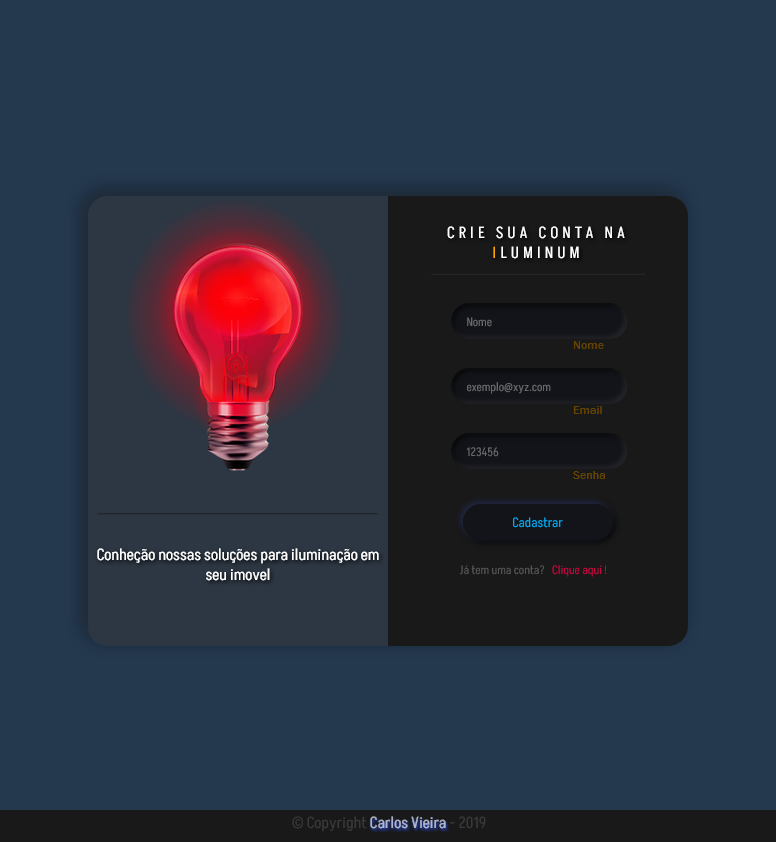 CRIE SUA CONTA NA
ILUMINUM
Nome
Nome
exemplo@xyz.com
Email
123456
Senha
Cadastrar
Já tem uma conta? Clique aqui !
Conheção nossas soluções para iluminação em
seu imovel
© Copyright Carlos Vieira - 2019